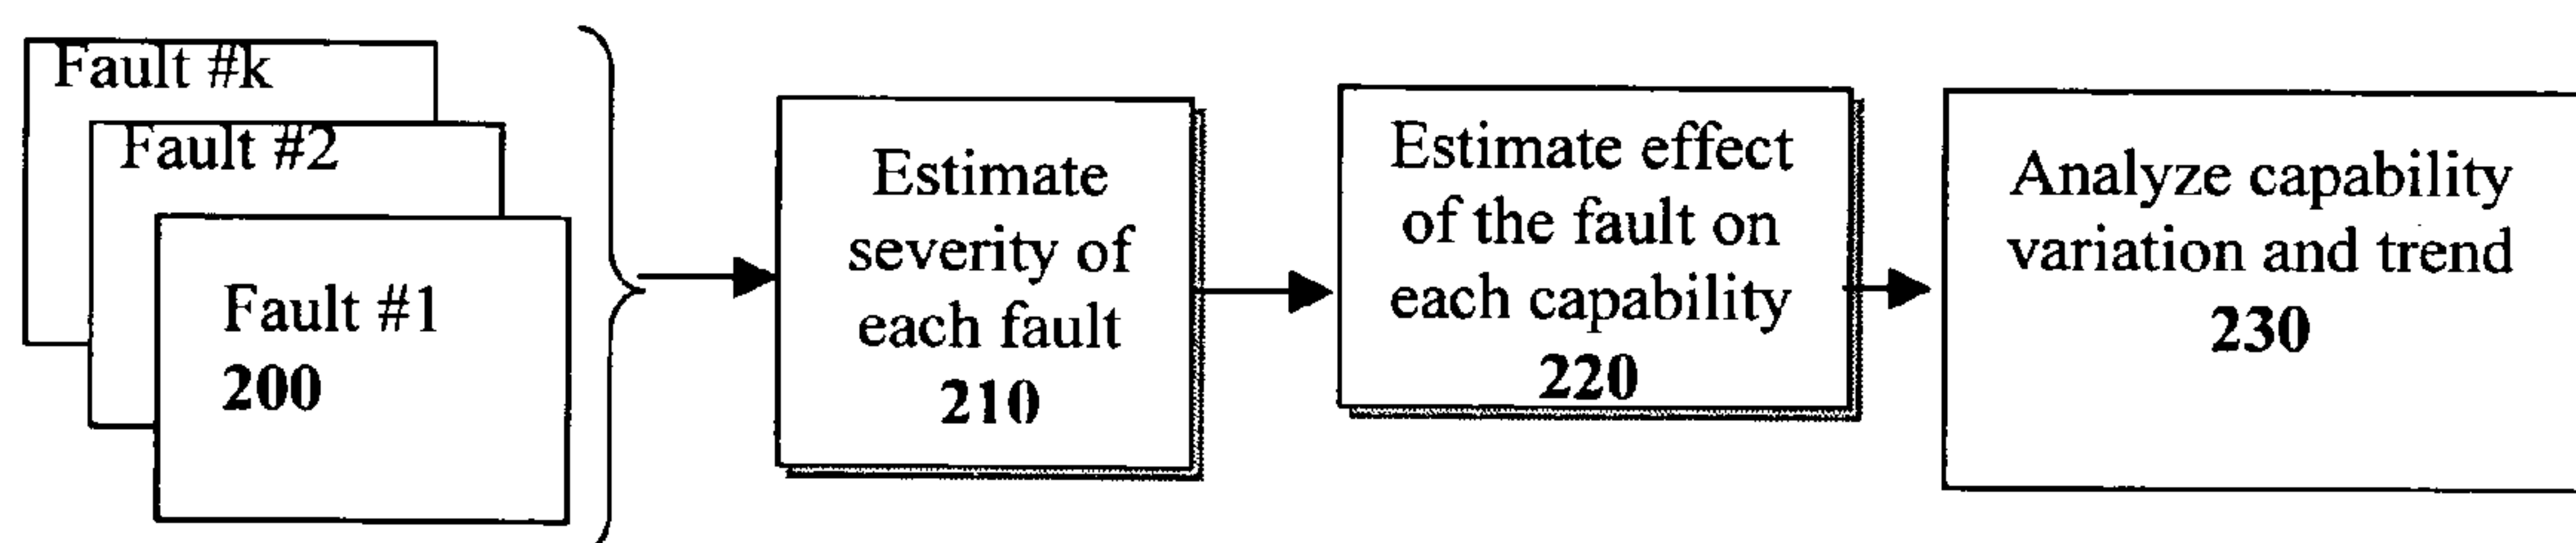 Fault #k
Fault #2
Fault #1
200
Estimate
severity of
each fault
210
Estimate effect
of the fault on
each capability
220
Analyze capability
variation and trend
230